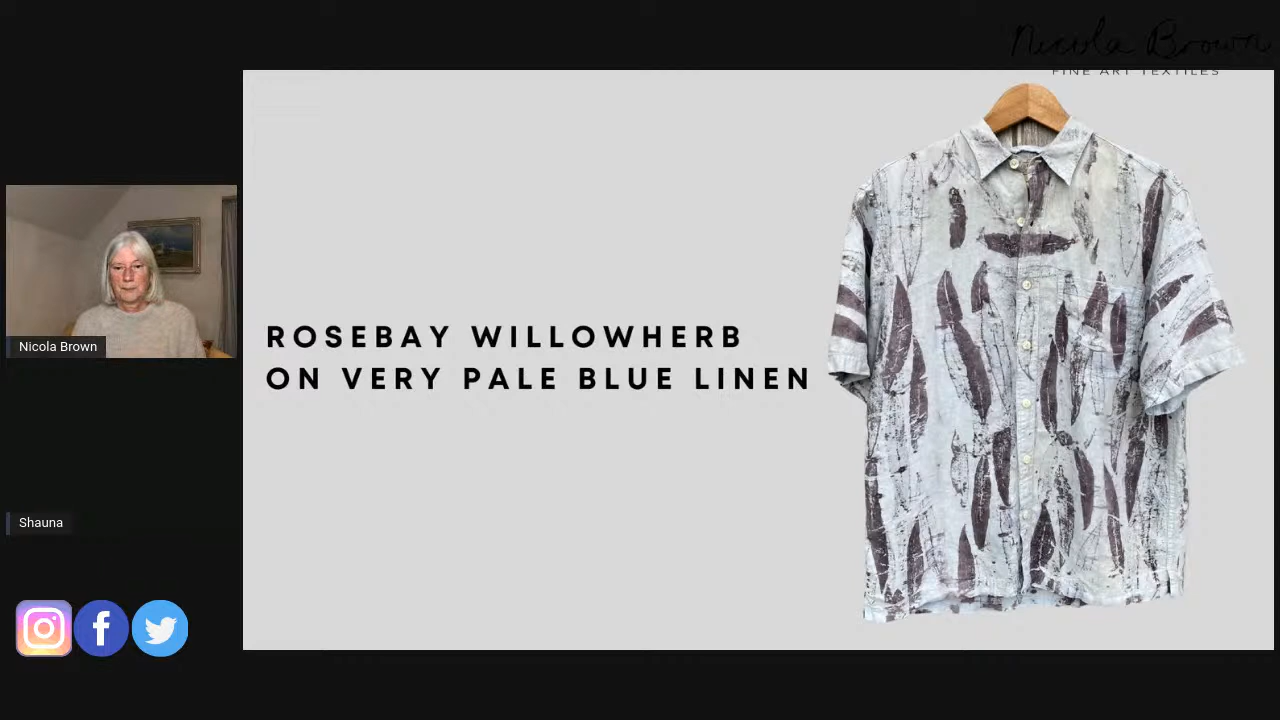 Nicola Brown
FINE ART TEXTILES
ROSEBAY WILLOWHERB
ON VERY PALE BLUE LINEN
Nicola Brown
Shauna